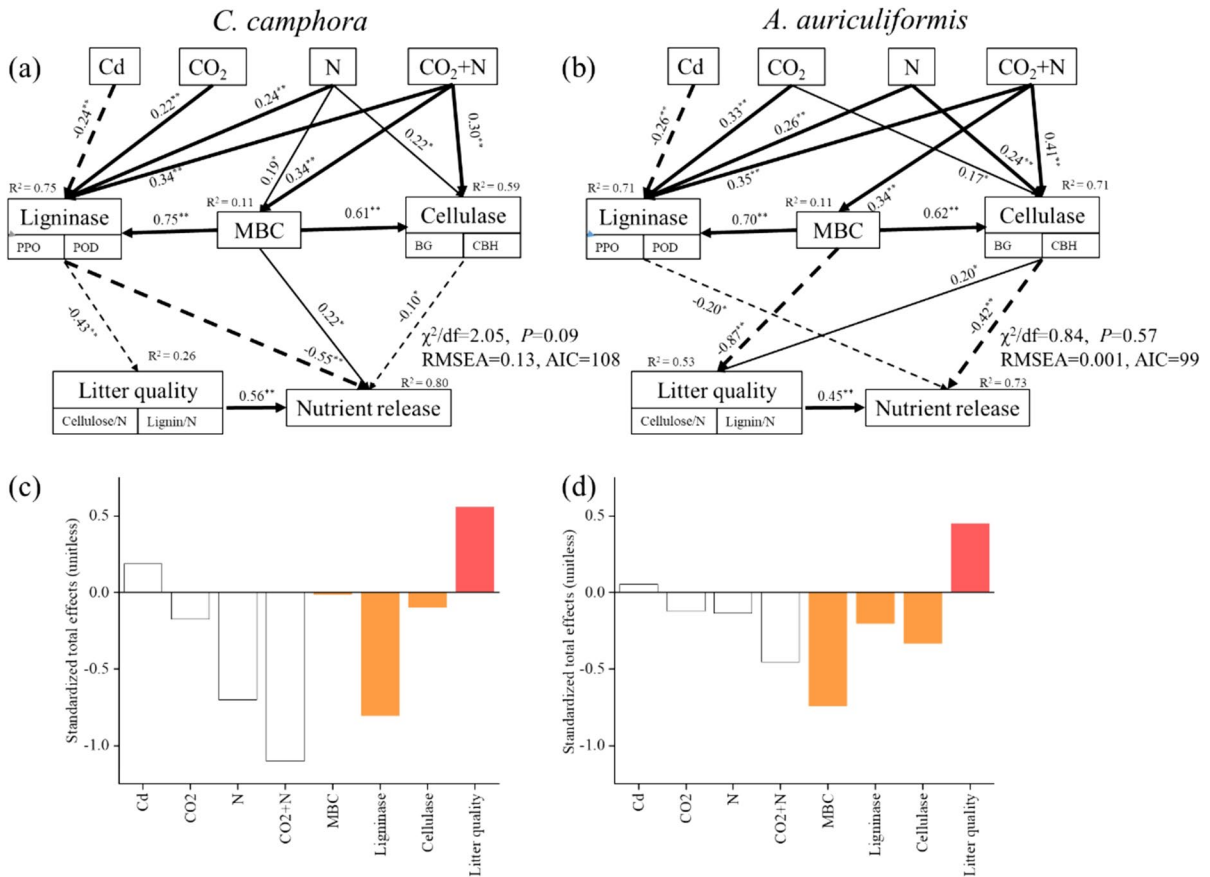 C. camphora
A. auriculiformis
(a)
Cd
CO₂
N
CO₂+N
-0.24**
0.22**
0.24**
0.34**
0.19*
0.34**
0.22*
0.30**
R² = 0.75
R² = 0.11
R² = 0.59
Ligninase
PPO
POD
0.75**
MBC
0.61**
Cellulase
BG
CBH
-0.43**
-0.55**
0.22*
-0.10*
χ²/df=2.05, P=0.09
RMSEA=0.13, AIC=108
R² = 0.26
R² = 0.80
Litter quality
Cellulose/N
Lignin/N
0.56**
Nutrient release
(b)
Cd
CO₂
N
CO₂+N
-0.26**
0.33**
0.26**
0.35**
0.17*
0.24**
0.41**
0.34**
R² = 0.71
R² = 0.11
R² = 0.71
Ligninase
PPO
POD
0.70**
MBC
0.62**
Cellulase
BG
CBH
-0.87**
-0.20*
0.20*
-0.42**
χ²/df=0.84, P=0.57
RMSEA=0.001, AIC=99
R² = 0.53
R² = 0.73
Litter quality
Cellulose/N
Lignin/N
0.45**
Nutrient release
(c)
Standardized total effects (unitless)
0.5
0.0
-0.5
-1.0
Cd
CO2
N
CO2+N
MBC
Ligninase
Cellulase
Litter quality
(d)
Standardized total effects (unitless)
0.5
0.0
-0.5
-1.0
Cd
CO2
N
CO2+N
MBC
Ligninase
Cellulase
Litter quality